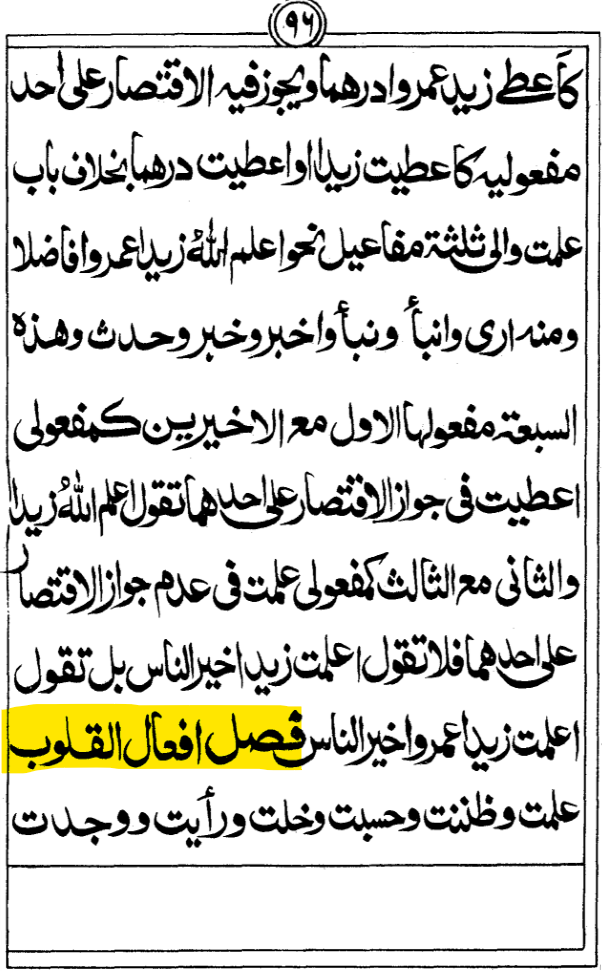 ٩٦
كاعطى زيد عمروا درهما ويجوز فيه الاقتصار على احد
مفعوليه كاعطيت زيدا او اعطيت درهما بخلاف باب
علمت والى ثلثة مفاعيل نحو اعلم اللهُ زيدا عمروا فاضلا
ومنه ارى وانبأ ونبأ واخبر وخبر وحدث وهذه
السبعة مفعولها الاول مع الاخيرين كمفعولى
اعطيت فى جواز الاقتصار على احدهما تقول اعلم اللهُ زيدا
والثانى مع الثالث كمفعولى علمت فى عدم جواز الاقتصار
على احدهما فلا تقول اعلمت زيدا خير الناس بل تقول
اعلمت زيدا عمروا خير الناس فصل افعال القلوب
علمت وظننت وحسبت وخلت ورأيت ووجدت